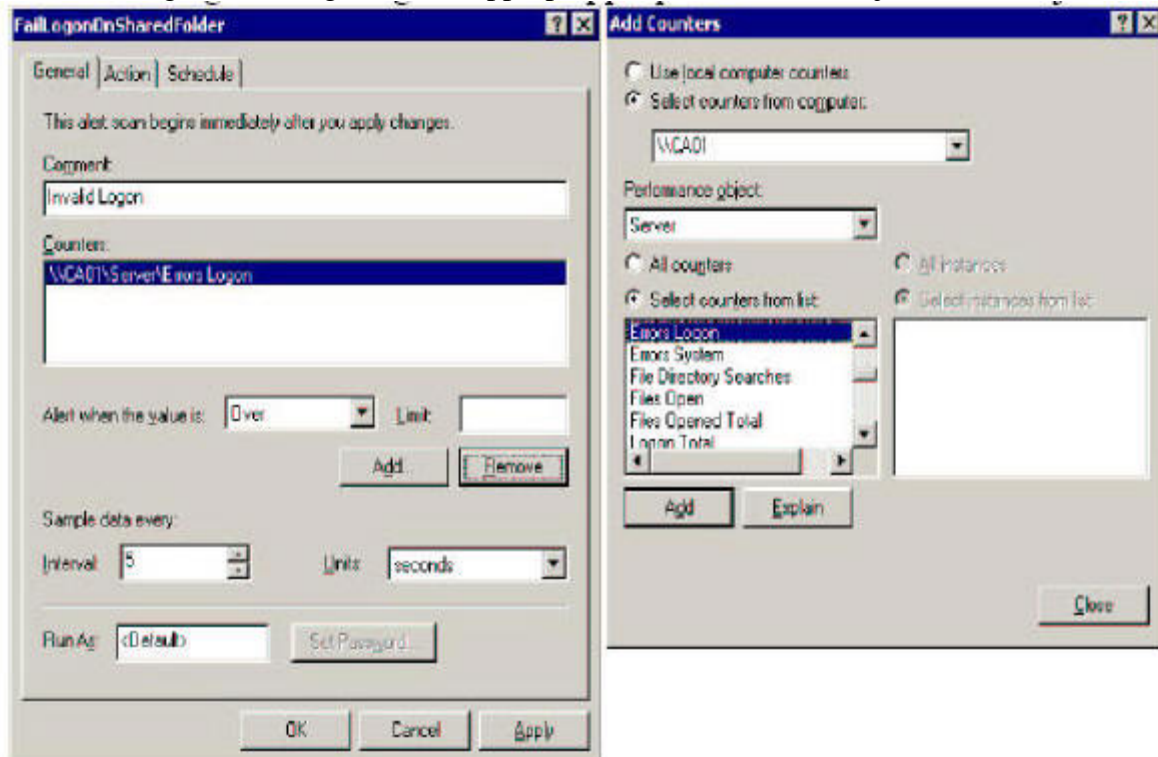 FailLogonOnSharedFolder
General Action Schedule
This alert scan begins immediately after you apply changes.
Comment:
Invalid Logon
Counters:
\\CA01\Server\Errors Logon
Alert when the value is: Over Limit:
Add... Remove
Sample data every:
Interval: 5 Units: seconds
Run As: <Default> Set Password...
OK Cancel Apply
Add Counters
Use local computer counters
Select counters from computer:
\\CA01
Performance object:
Server
All counters All instances
Select counters from list: Select instances from list:
Errors Logon
Errors System
File Directory Searches
Files Open
Files Opened Total
Logon Total
Add Explain
Close